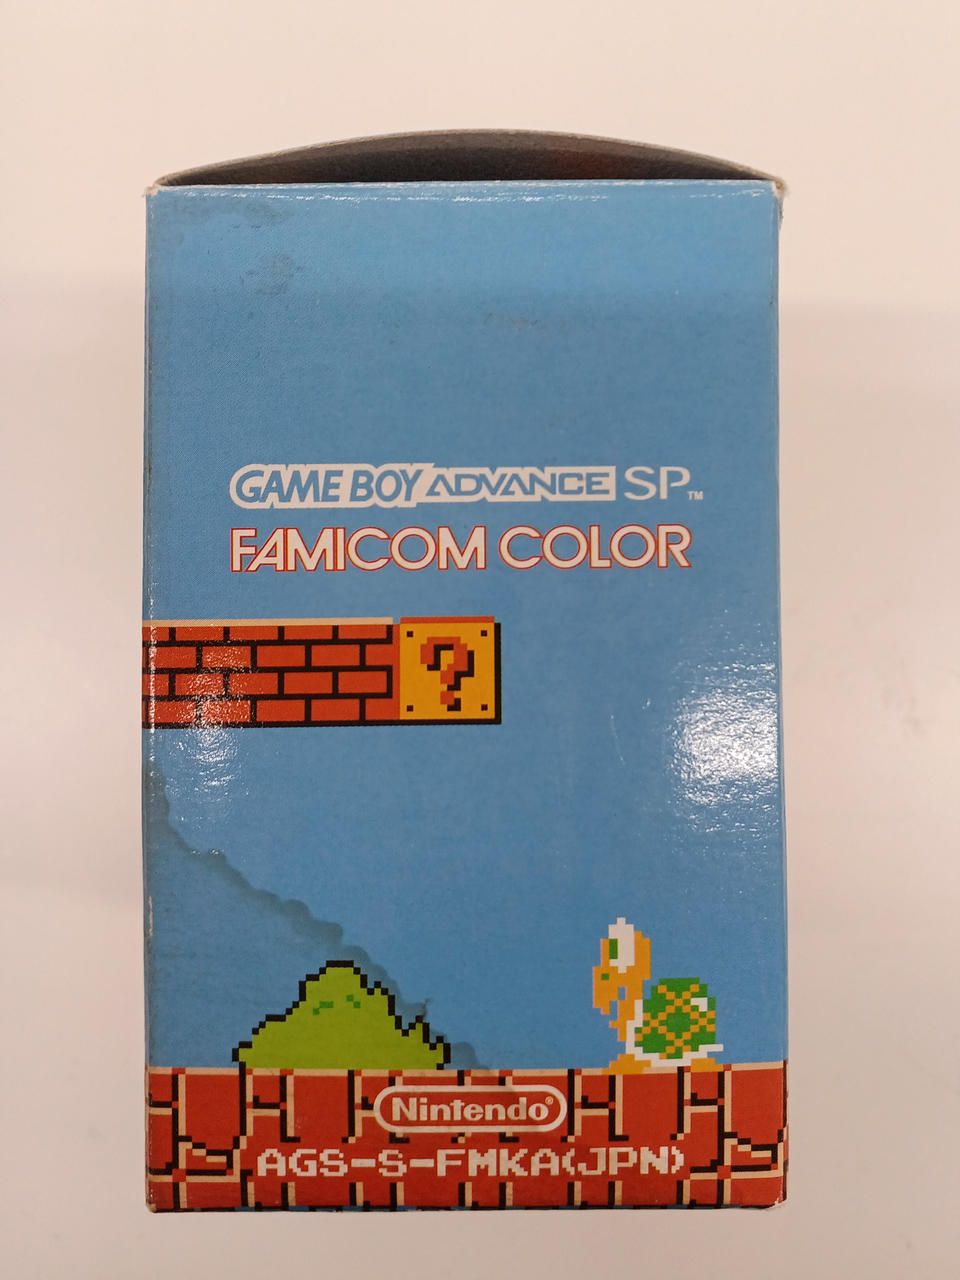 GAME BOY ADVANCE SP™
FAMICOM COLOR
?
Nintendo®
AGS-S-FMKA(JPN)